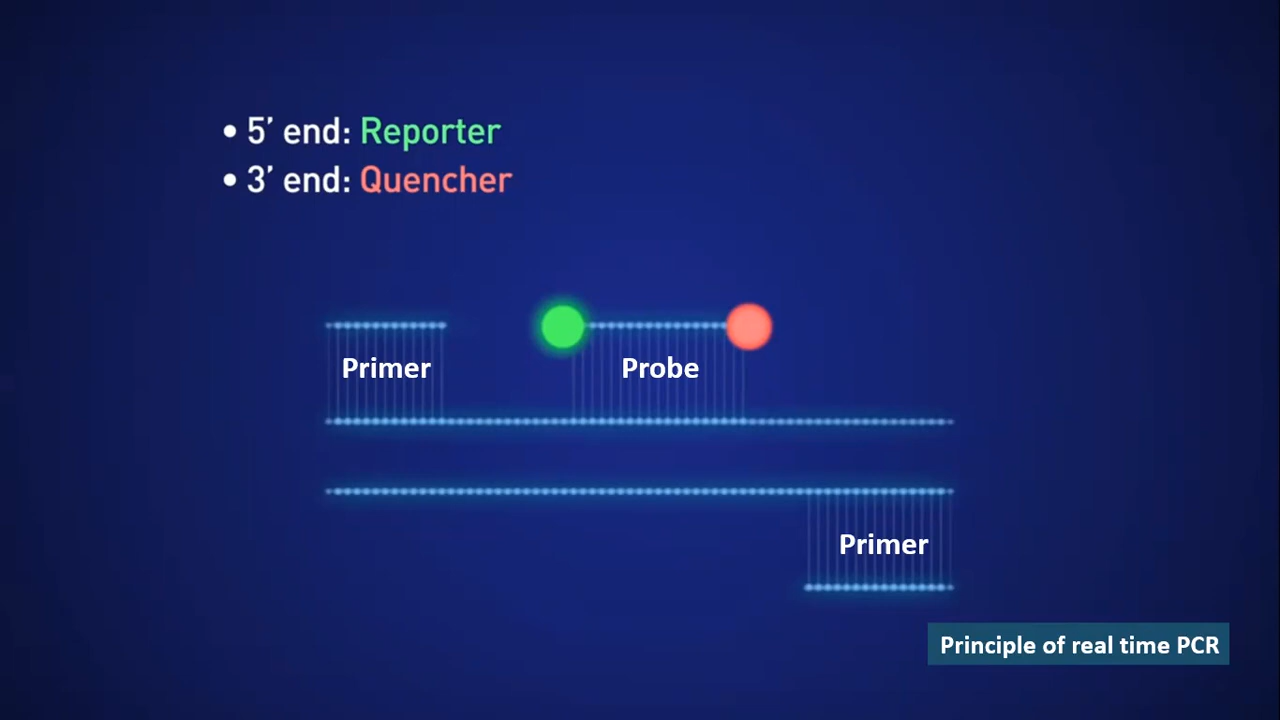 • 5’ end: Reporter
• 3’ end: Quencher
Primer
Probe
Primer
Principle of real time PCR